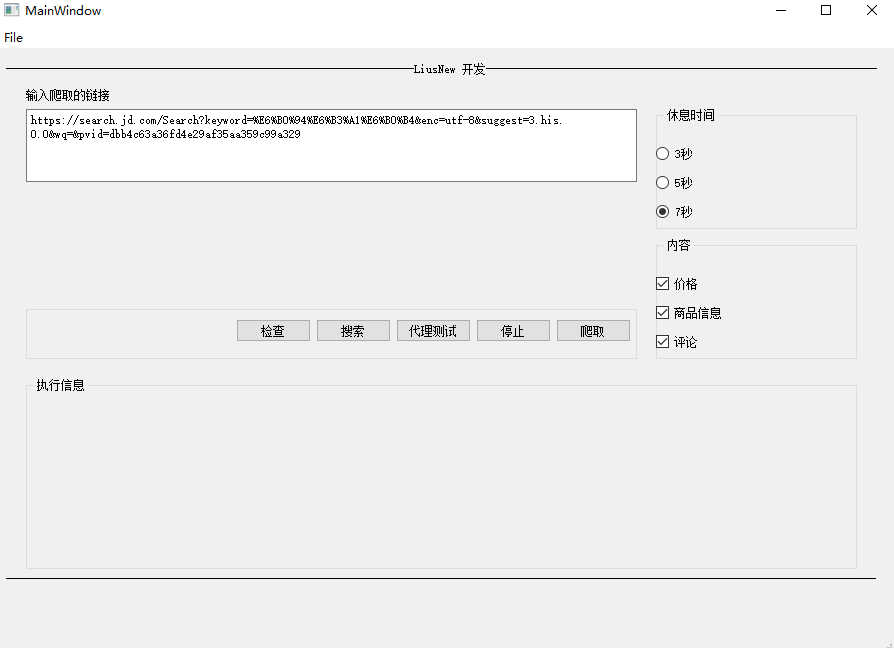 MainWindow
File
LiusNew 开发
输入爬取的链接
https://search.jd.com/Search?keyword=%E6%B0%94%E6%B3%A1%E6%B0%B4&enc=utf-8&suggest=3.his.
0.0&wq=&pvid=dbb4c63a36fd4e29af35aa359c99a329
休息时间
3秒
5秒
7秒
内容
价格
商品信息
评论
检查
搜索
代理测试
停止
爬取
执行信息